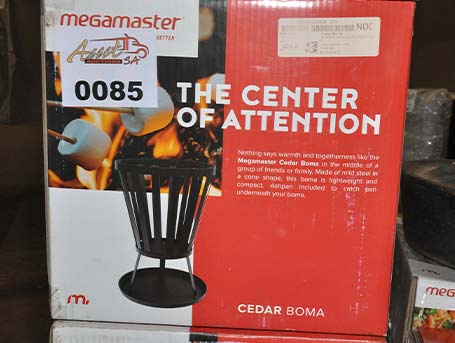 megamaster
BETTER
NDC
Asset
AUCTIONS SA
0085
THE CENTER
OF ATTENTION
Nothing says warmth and togetherness like the
Megamaster Cedar Boma in the middle of a
group of friends or family. Made of mild steel in
a cone shape, this boma is lightweight and
compact. Ashpan included to catch ash
underneath your boma.
m
CEDAR BOMA
megam